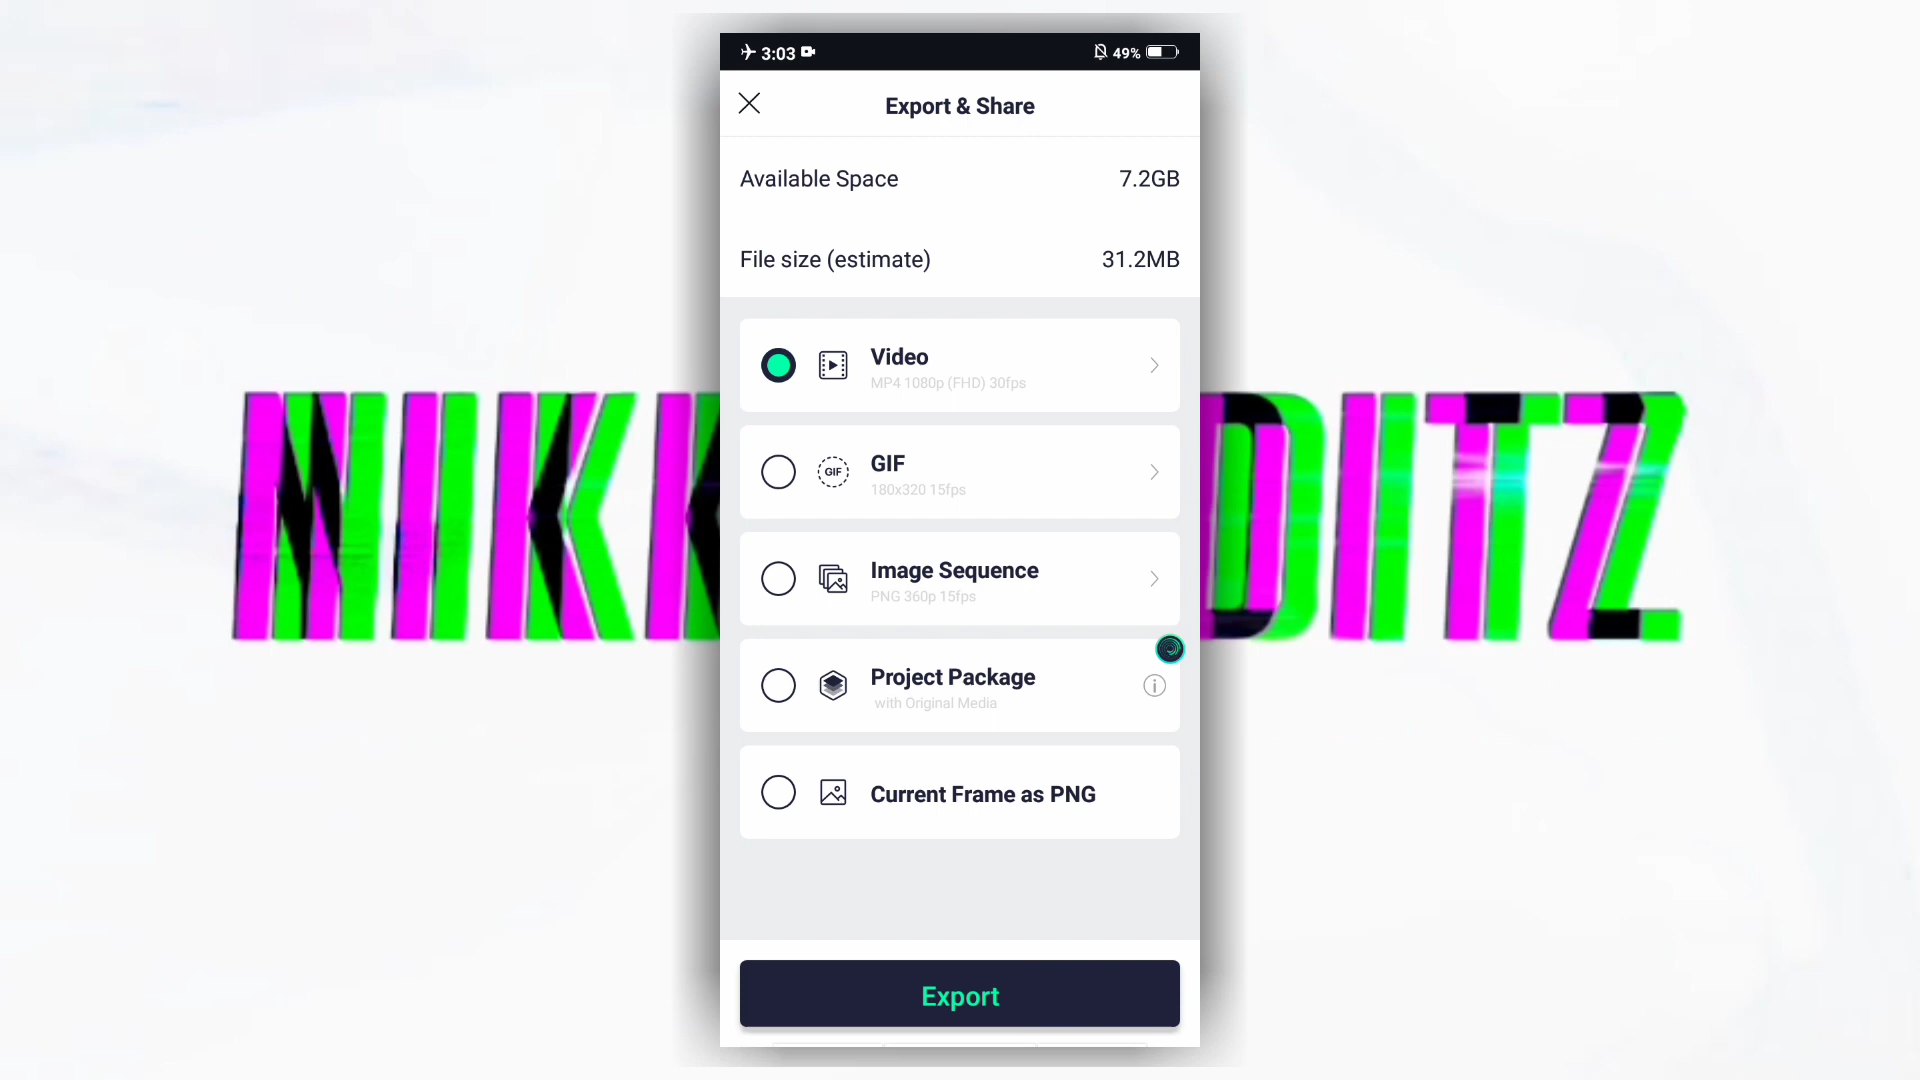 3:03
49%
Export & Share
Available Space 7.2GB
File size (estimate) 31.2MB
Video
MP4 1080p (FHD) 30fps
GIF
GIF
180x320 15fps
NIKK DITZ
Image Sequence
PNG 360p 15fps
Project Package
with Original Media
Current Frame as PNG
Export